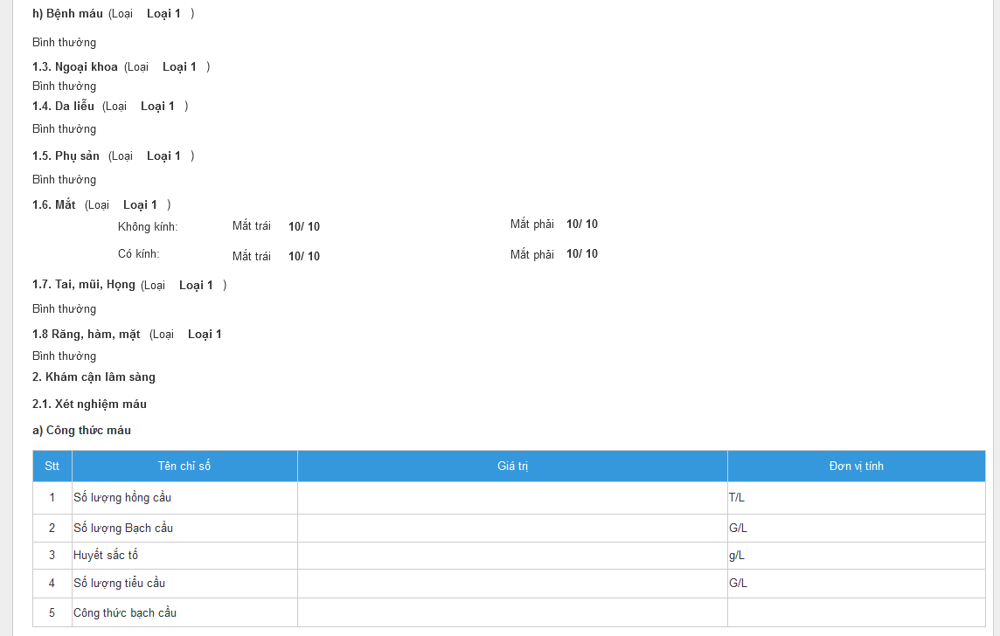 h) Bệnh máu (Loại Loại 1 )
Bình thường
1.3. Ngoại khoa (Loại Loại 1 )
Bình thường
1.4. Da liễu (Loại Loại 1 )
Bình thường
1.5. Phụ sản (Loại Loại 1 )
Bình thường
1.6. Mắt (Loại Loại 1 )
Không kính: Mắt trái 10/ 10 Mắt phải 10/ 10
Có kính: Mắt trái 10/ 10 Mắt phải 10/ 10
1.7. Tai, mũi, Họng (Loại Loại 1 )
Bình thường
1.8 Răng, hàm, mặt (Loại Loại 1
Bình thường
2. Khám cận lâm sàng
2.1. Xét nghiệm máu
a) Công thức máu
Stt Tên chỉ số Giá trị Đơn vị tính
1 Số lượng hồng cầu T/L
2 Số lượng Bạch cầu G/L
3 Huyết sắc tố g/L
4 Số lượng tiểu cầu G/L
5 Công thức bạch cầu